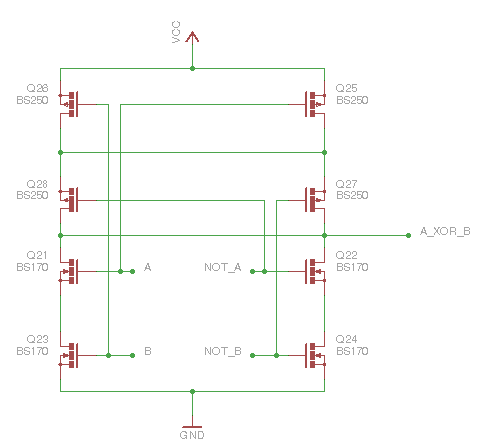 VCC
Q26
BS250
Q25
BS250
Q28
BS250
Q27
BS250
A_XOR_B
Q21
BS170
A
NOT_A
Q22
BS170
Q23
BS170
B
NOT_B
Q24
BS170
GND